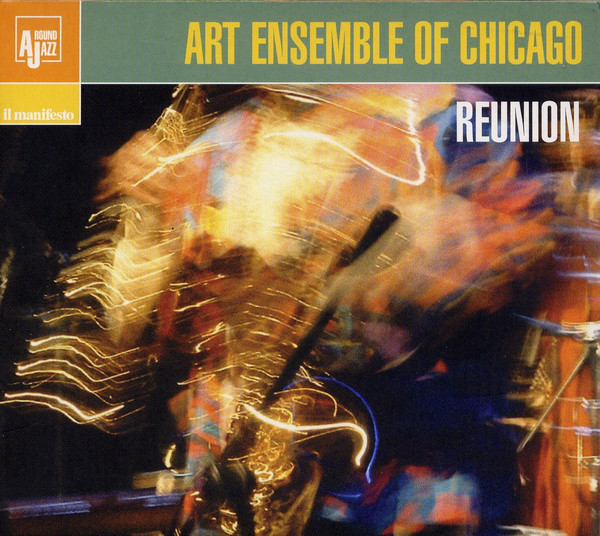 AROUND
JAZZ
ART ENSEMBLE OF CHICAGO
il manifesto
REUNION